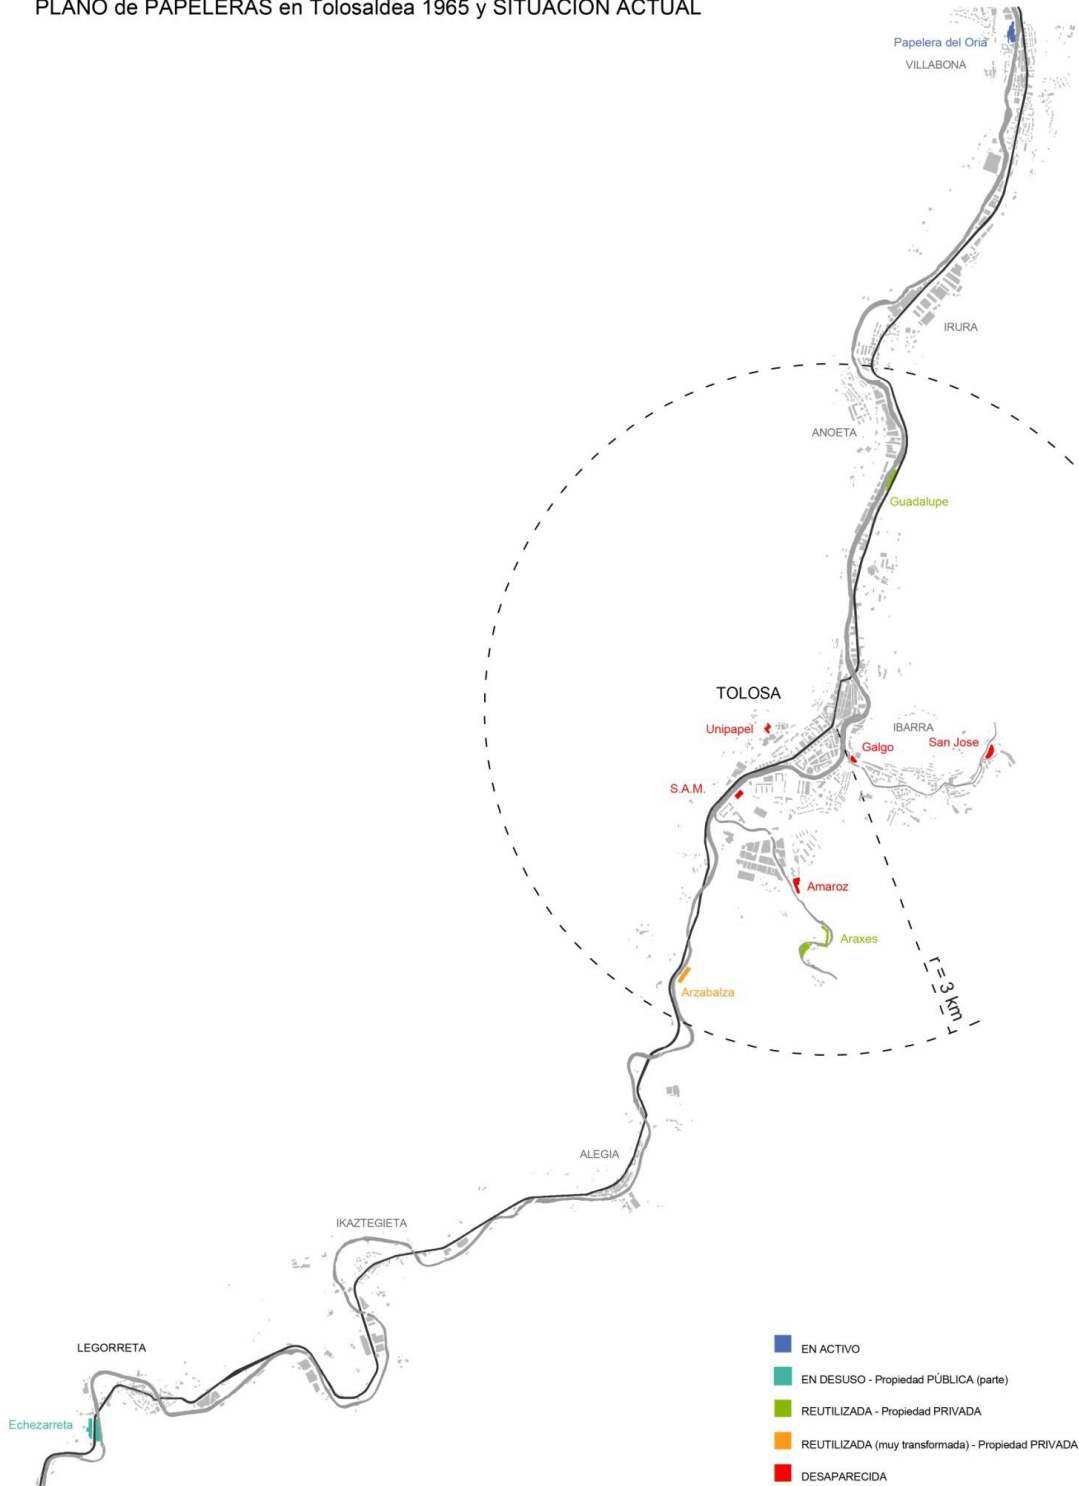 PLANO de PAPELERAS en Tolosaldea 1965 y SITUACIÓN ACTUAL
Papelera del Oria
VILLABONA
IRURA
ANOETA
Guadalupe
TOLOSA
Unipapel
IBARRA
Galgo
San Jose
S.A.M.
Amaroz
Araxes
r = 3 km
Arzabalza
ALEGIA
IKAZTEGIETA
LEGORRETA
Echezarreta
EN ACTIVO
EN DESUSO - Propiedad PÚBLICA (parte)
REUTILIZADA - Propiedad PRIVADA
REUTILIZADA (muy transformada) - Propiedad PRIVADA
DESAPARECIDA